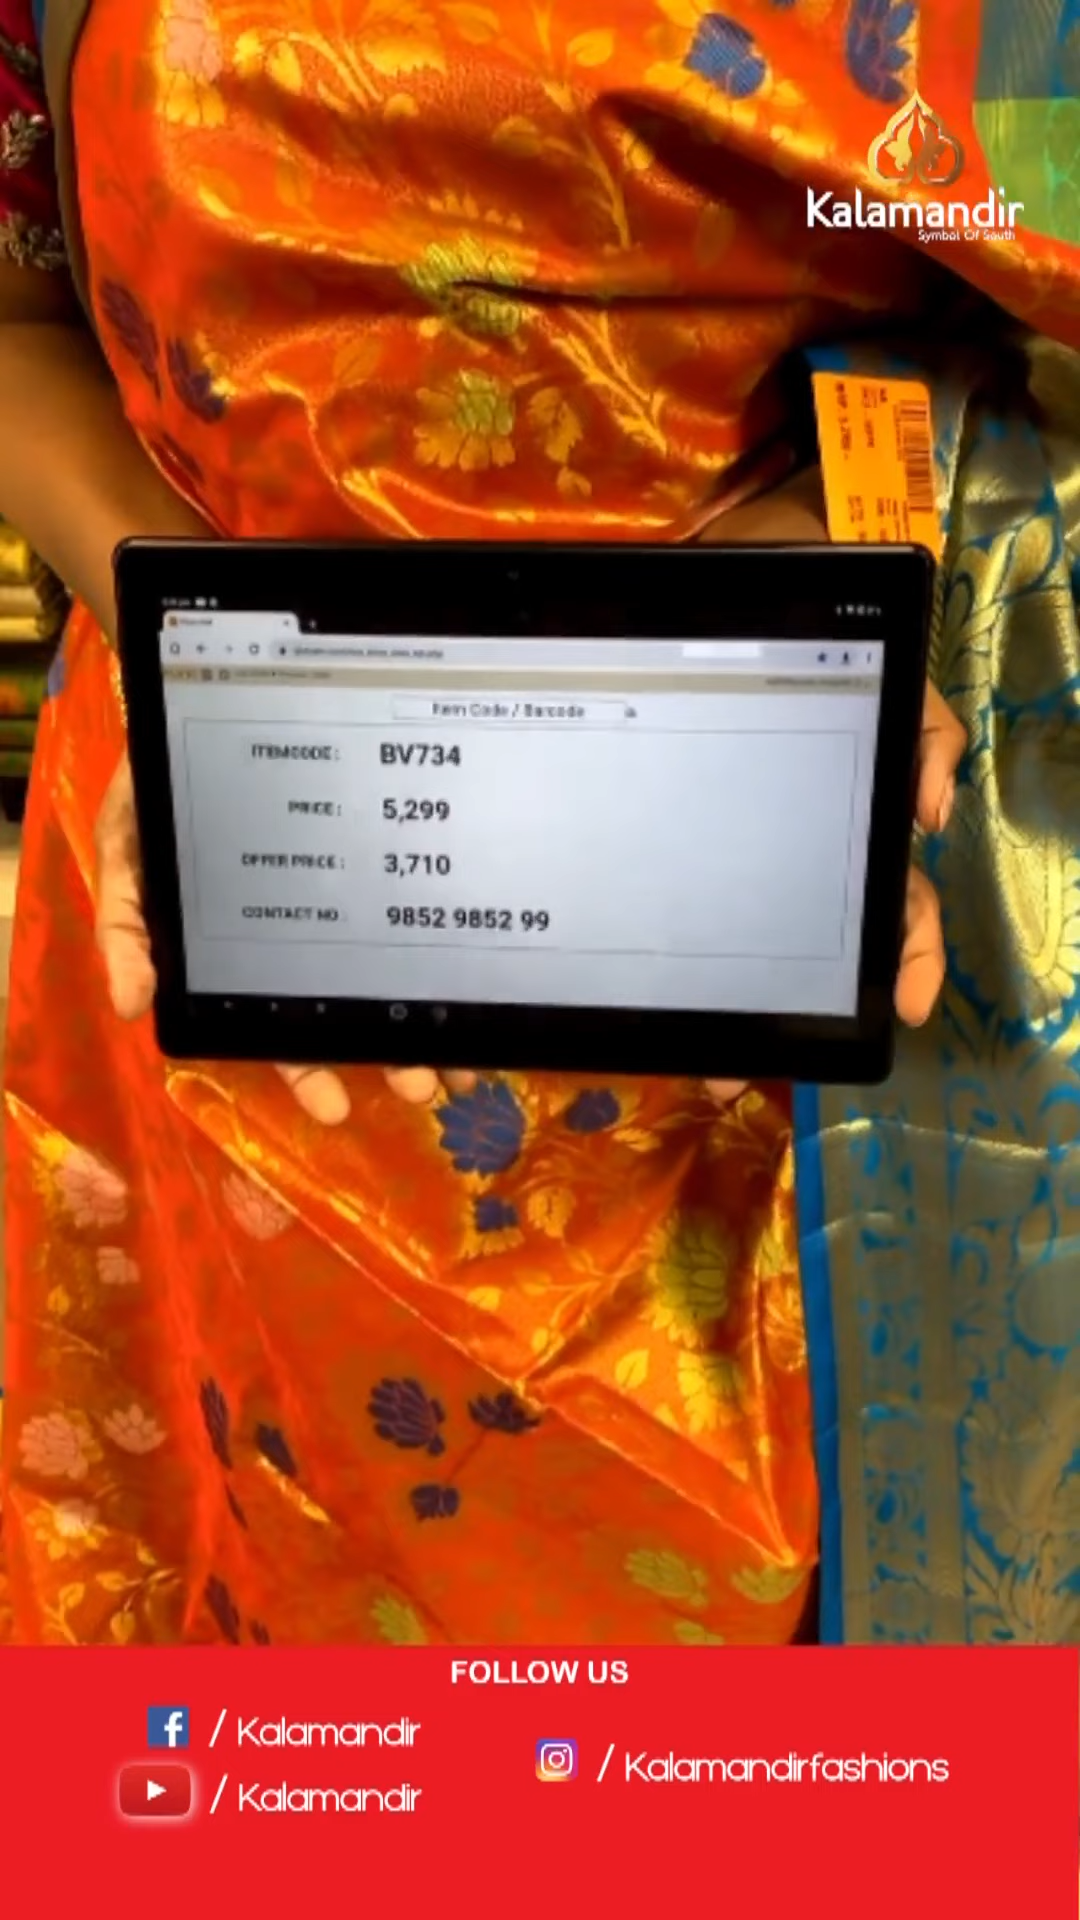 Kalamandir
Symbol Of South
Item Code / Barcode
ITEMCODE : BV734
PRICE : 5,299
OFFER PRICE : 3,710
CONTACT NO : 9852 9852 99
FOLLOW US
/ Kalamandir
/ Kalamandir
/ Kalamandirfashions